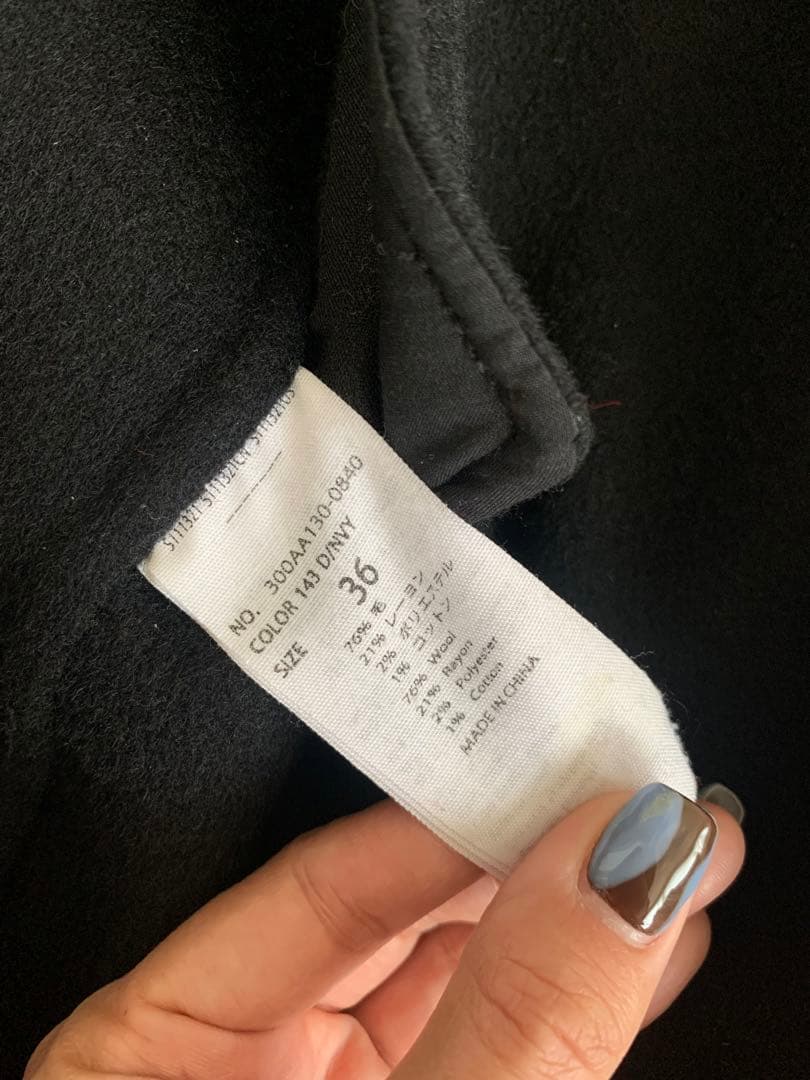 NO. 300AA130-0840
COLOR 143 D/NVY
SIZE 36
76% 毛
21% レーヨン
2% ポリエステル
1% コットン
76% Wool
21% Rayon
2% Polyester
1% Cotton
MADE IN CHINA